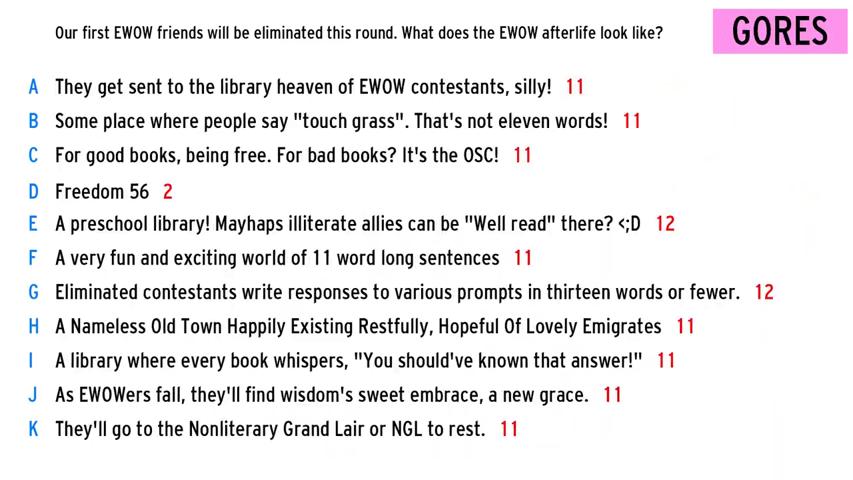 Our first EWOW friends will be eliminated this round. What does the EWOW afterlife look like?
GORES
A They get sent to the library heaven of EWOW contestants, silly! 11
B Some place where people say "touch grass". That's not eleven words! 11
C For good books, being free. For bad books? It's the OSC! 11
D Freedom 56 2
E A preschool library! Mayhaps illiterate allies can be "Well read" there? <;D 12
F A very fun and exciting world of 11 word long sentences 11
G Eliminated contestants write responses to various prompts in thirteen words or fewer. 12
H A Nameless Old Town Happily Existing Restfully, Hopeful Of Lovely Emigrates 11
I A library where every book whispers, "You should've known that answer!" 11
J As EWOWers fall, they'll find wisdom's sweet embrace, a new grace. 11
K They'll go to the Nonliterary Grand Lair or NGL to rest. 11